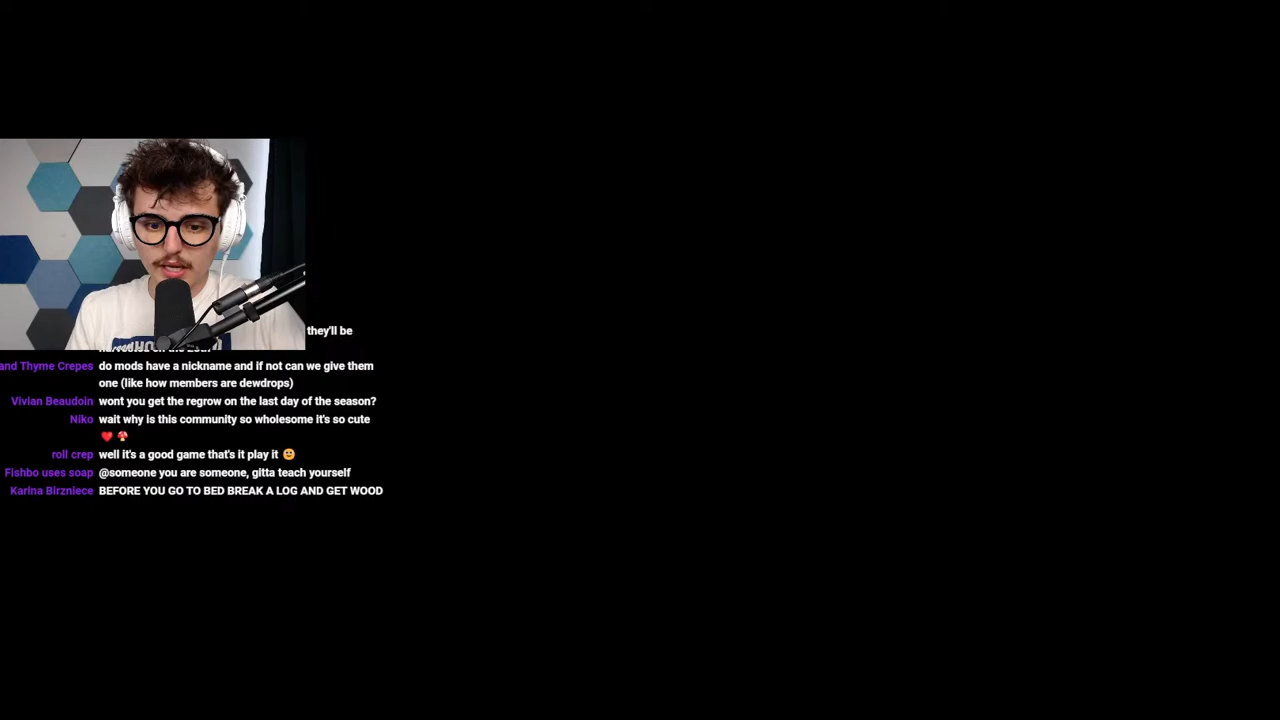 they'll be
and Thyme Crepes do mods have a nickname and if not can we give them
one (like how members are dewdrops)
Vivian Beaudoin wont you get the regrow on the last day of the season?
Niko wait why is this community so wholesome it's so cute
❤️ 🍄
roll crep well it's a good game that's it play it 🙂
Fishbo uses soap @someone you are someone, gitta teach yourself
Karina Birzniece BEFORE YOU GO TO BED BREAK A LOG AND GET WOOD